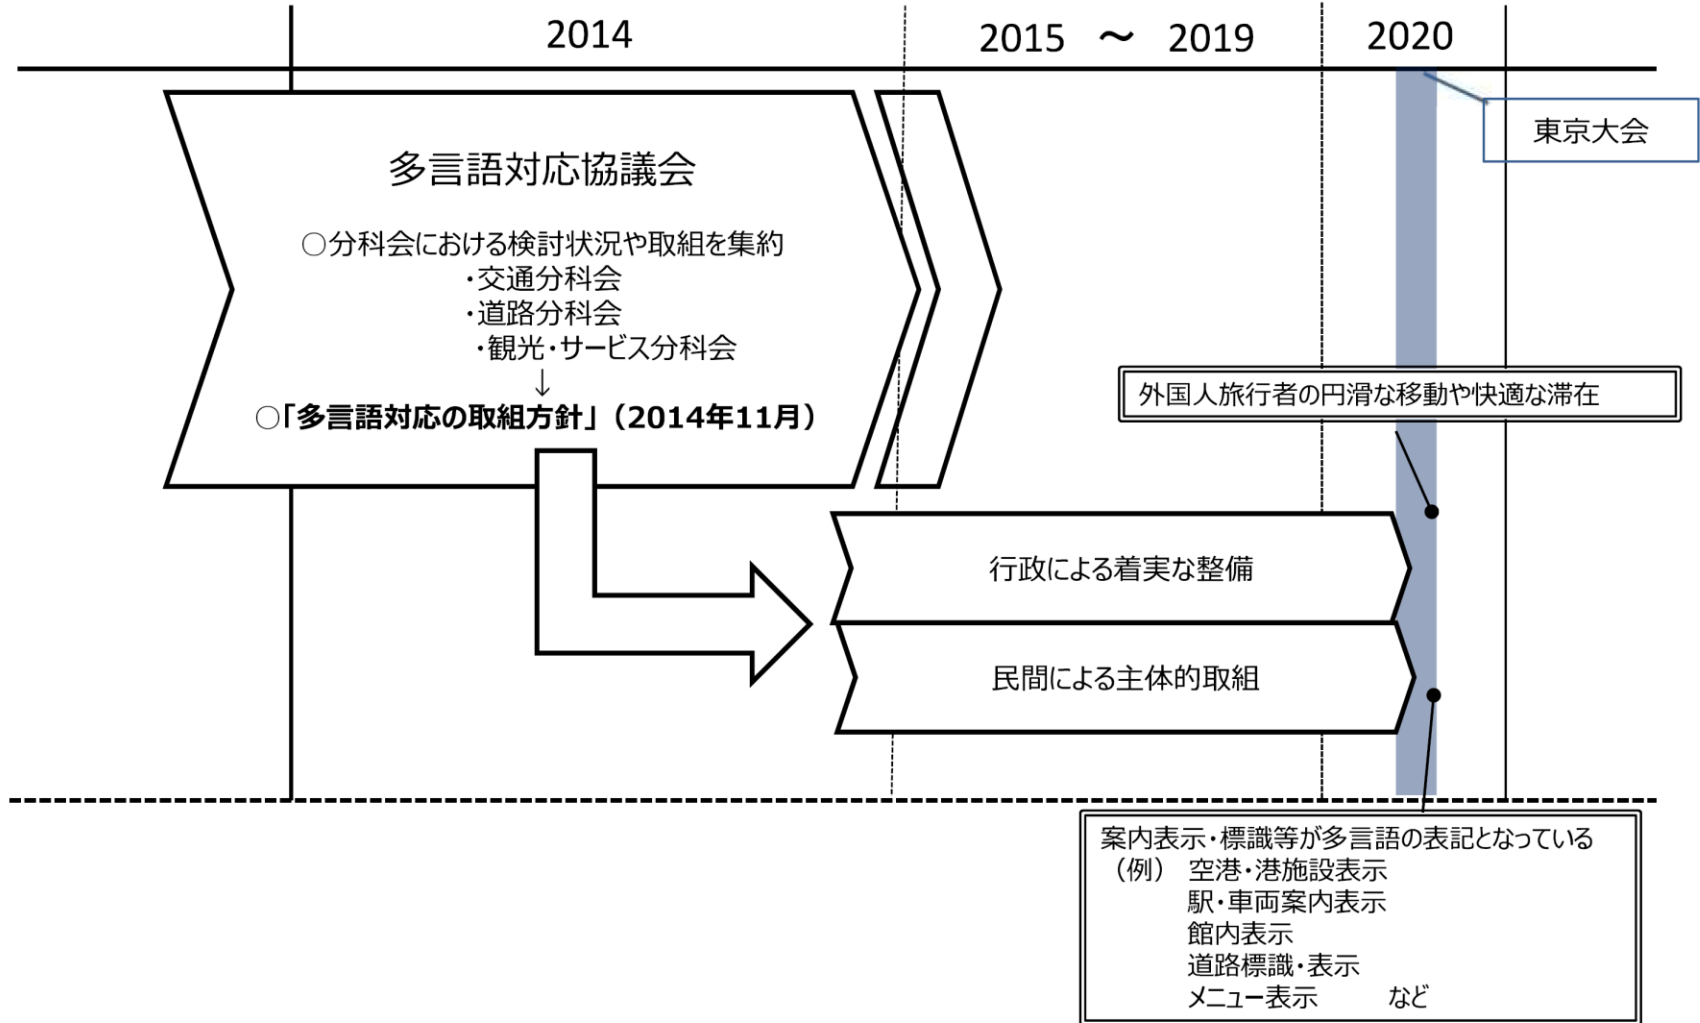 2014
2015 ～ 2019
2020
東京大会
多言語対応協議会
○分科会における検討状況や取組を集約
・交通分科会
・道路分科会
・観光・サービス分科会
↓
○「多言語対応の取組方針」（2014年11月）
外国人旅行者の円滑な移動や快適な滞在
行政による着実な整備
民間による主体的取組
案内表示・標識等が多言語の表記となっている
（例） 空港・港施設表示
駅・車両案内表示
館内表示
道路標識・表示
メニュー表示 など